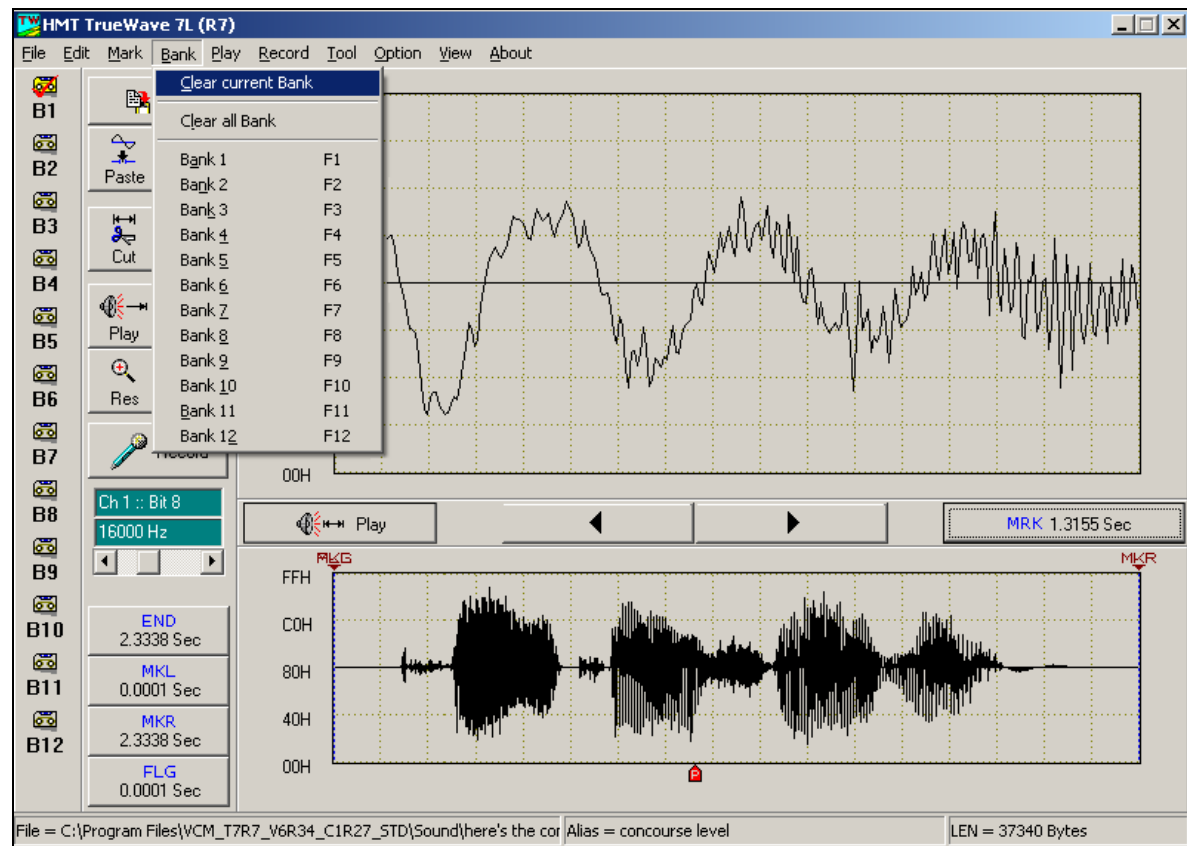 HMT TrueWave 7L (R7)
File Edit Mark Bank Play Record Tool Option View About
Clear current Bank
Clear all Bank
Bank 1 F1
Bank 2 F2
Bank 3 F3
Bank 4 F4
Bank 5 F5
Bank 6 F6
Bank 7 F7
Bank 8 F8
Bank 9 F9
Bank 10 F10
Bank 11 F11
Bank 12 F12
B1
B2
B3
B4
B5
B6
B7
B8
B9
B10
B11
B12
Paste
Cut
Play
Res
Record
Ch 1 :: Bit 8
16000 Hz
END
2.3338 Sec
MKL
0.0001 Sec
MKR
2.3338 Sec
FLG
0.0001 Sec
00H
Play
MRK 1.3155 Sec
MKR
FFH
C0H
80H
40H
00H
P
File = C:\Program Files\VCM_T7R7_V6R34_C1R27_STD\Sound\here's the cor
Alias = concourse level
LEN = 37340 Bytes